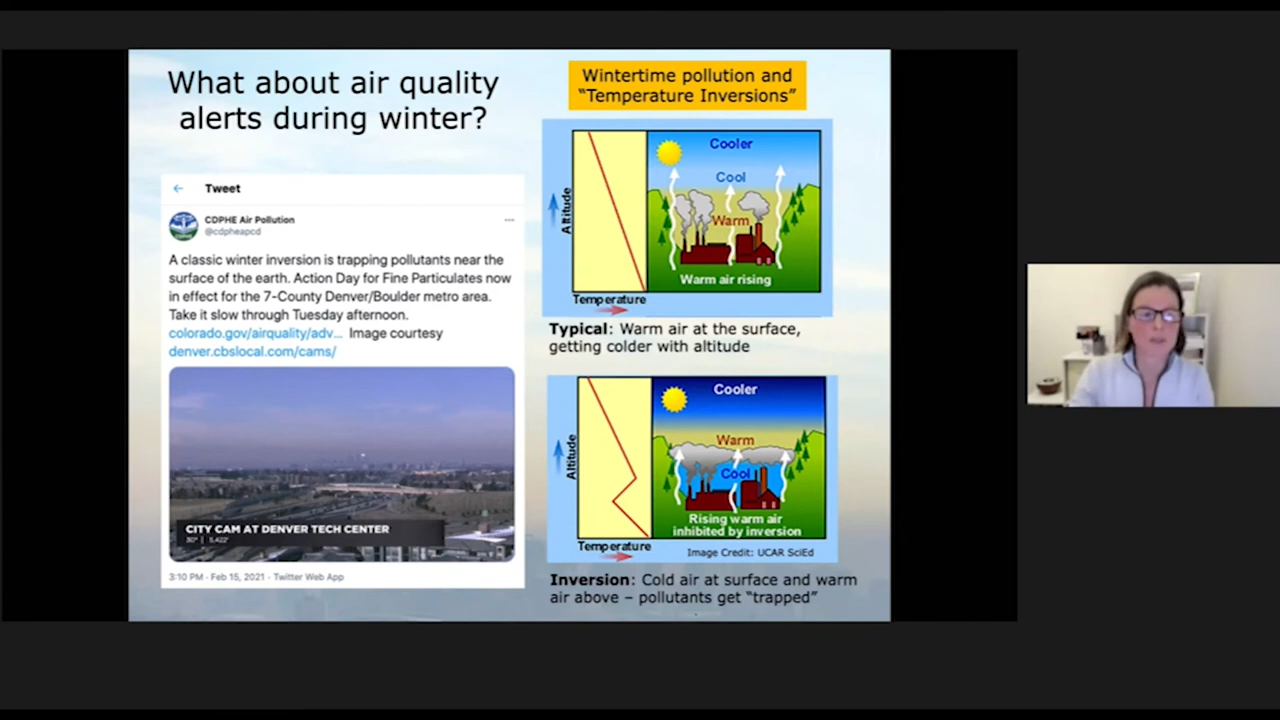 What about air quality
alerts during winter?
Tweet
CDPHE Air Pollution
@cdpheapcd
A classic winter inversion is trapping pollutants near the
surface of the earth. Action Day for Fine Particulates now
in effect for the 7-County Denver/Boulder metro area.
Take it slow through Tuesday afternoon.
colorado.gov/airquality/adv... Image courtesy
denver.cbslocal.com/cams/
CITY CAM AT DENVER TECH CENTER
30° | 5,422'
3:10 PM · Feb 15, 2021 · Twitter Web App
Wintertime pollution and
“Temperature Inversions”
Altitude
Temperature
Cooler
Cool
Warm
Warm air rising
Typical: Warm air at the surface,
getting colder with altitude
Altitude
Temperature
Cooler
Warm
Cool
Rising warm air
inhibited by inversion
Image Credit: UCAR SciEd
Inversion: Cold air at surface and warm
air above – pollutants get “trapped”